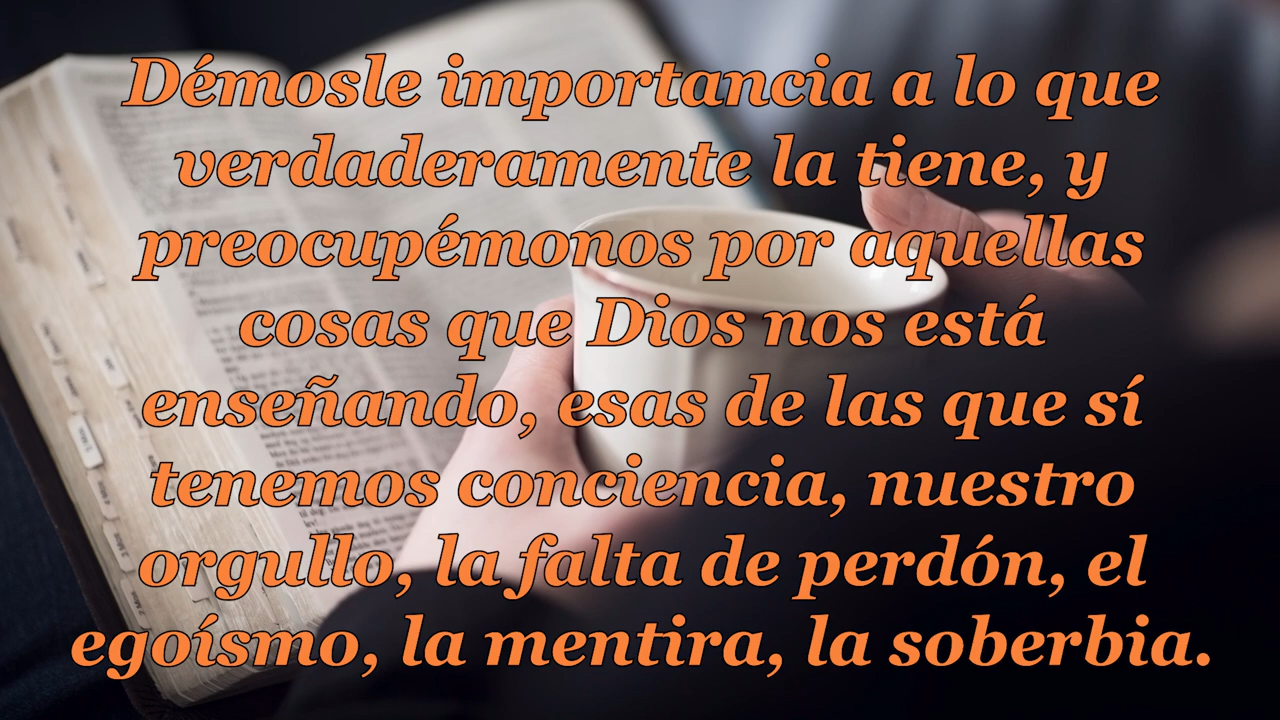 Démosle importancia a lo que
verdaderamente la tiene, y
preocupémonos por aquellas
cosas que Dios nos está
enseñando, esas de las que sí
tenemos conciencia, nuestro
orgullo, la falta de perdón, el
egoísmo, la mentira, la soberbia.